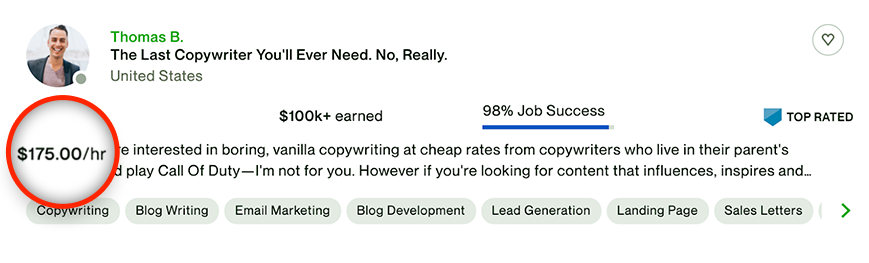 Thomas B.
The Last Copywriter You'll Ever Need. No, Really.
United States
$175.00/hr
$100k+ earned
98% Job Success
TOP RATED
re interested in boring, vanilla copywriting at cheap rates from copywriters who live in their parent's
d play Call Of Duty—I'm not for you. However if you're looking for content that influences, inspires and…
Copywriting Blog Writing Email Marketing Blog Development Lead Generation Landing Page Sales Letters